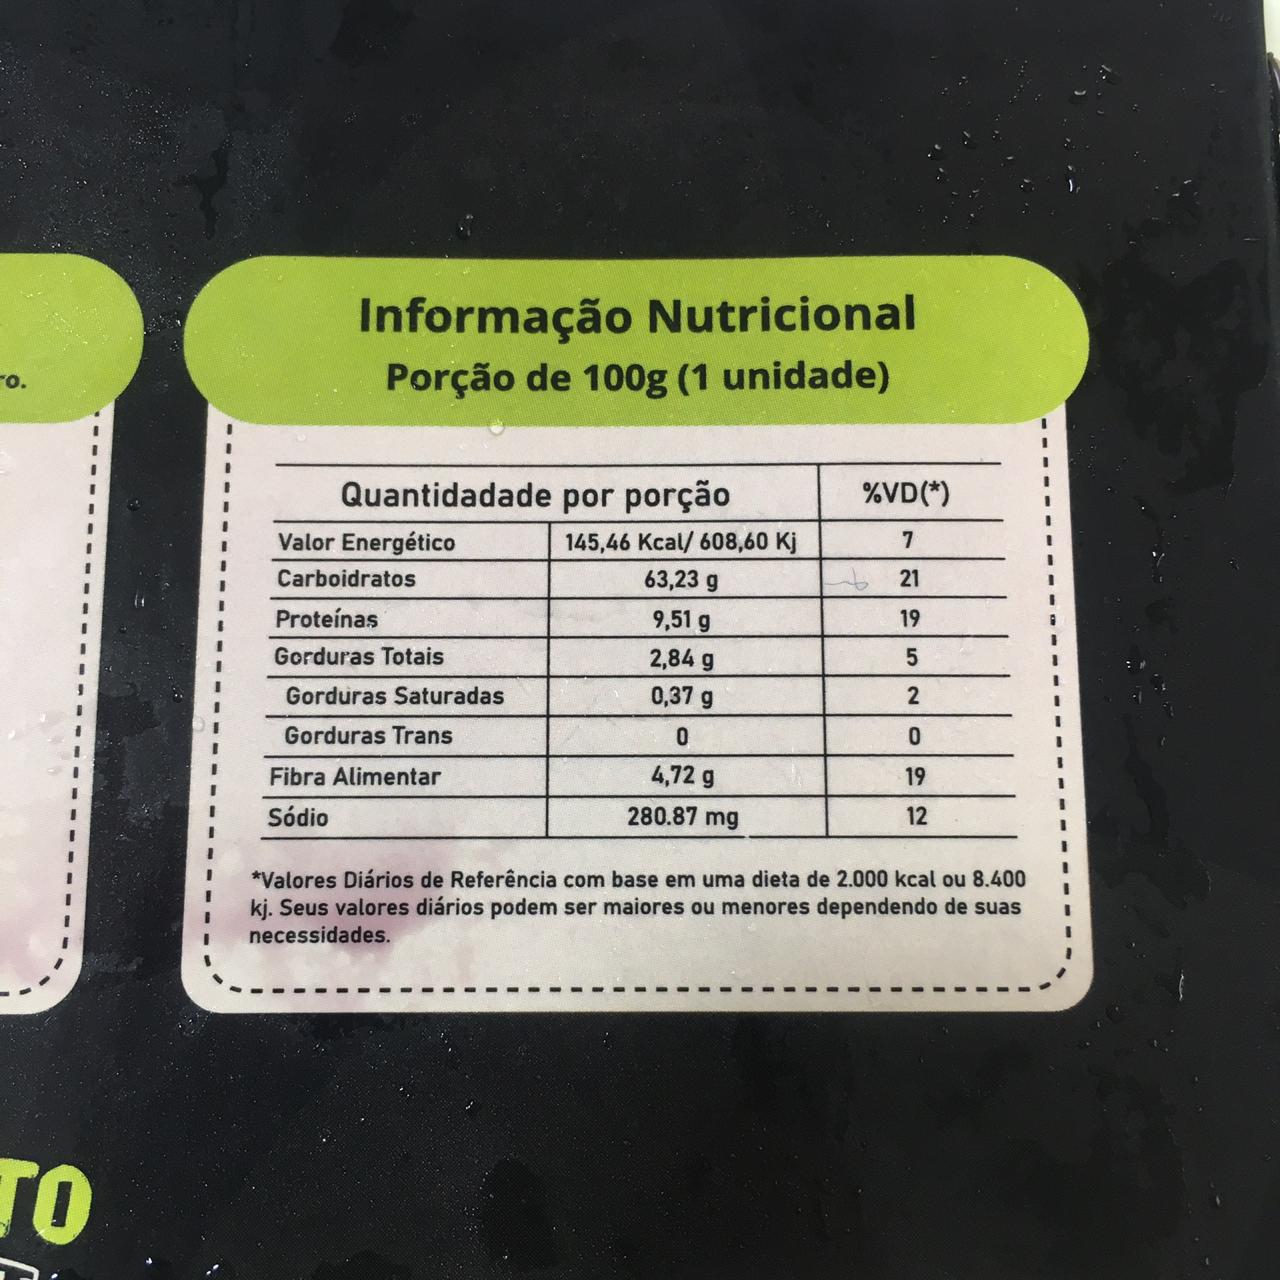 ro.
Informação Nutricional
Porção de 100g (1 unidade)
Quantidadade por porção %VD(*)
Valor Energético 145,46 Kcal/ 608,60 Kj 7
Carboidratos 63,23 g 21
Proteínas 9,51 g 19
Gorduras Totais 2,84 g 5
Gorduras Saturadas 0,37 g 2
Gorduras Trans 0 0
Fibra Alimentar 4,72 g 19
Sódio 280.87 mg 12
*Valores Diários de Referência com base em uma dieta de 2.000 kcal ou 8.400
kj. Seus valores diários podem ser maiores ou menores dependendo de suas
necessidades.
TO